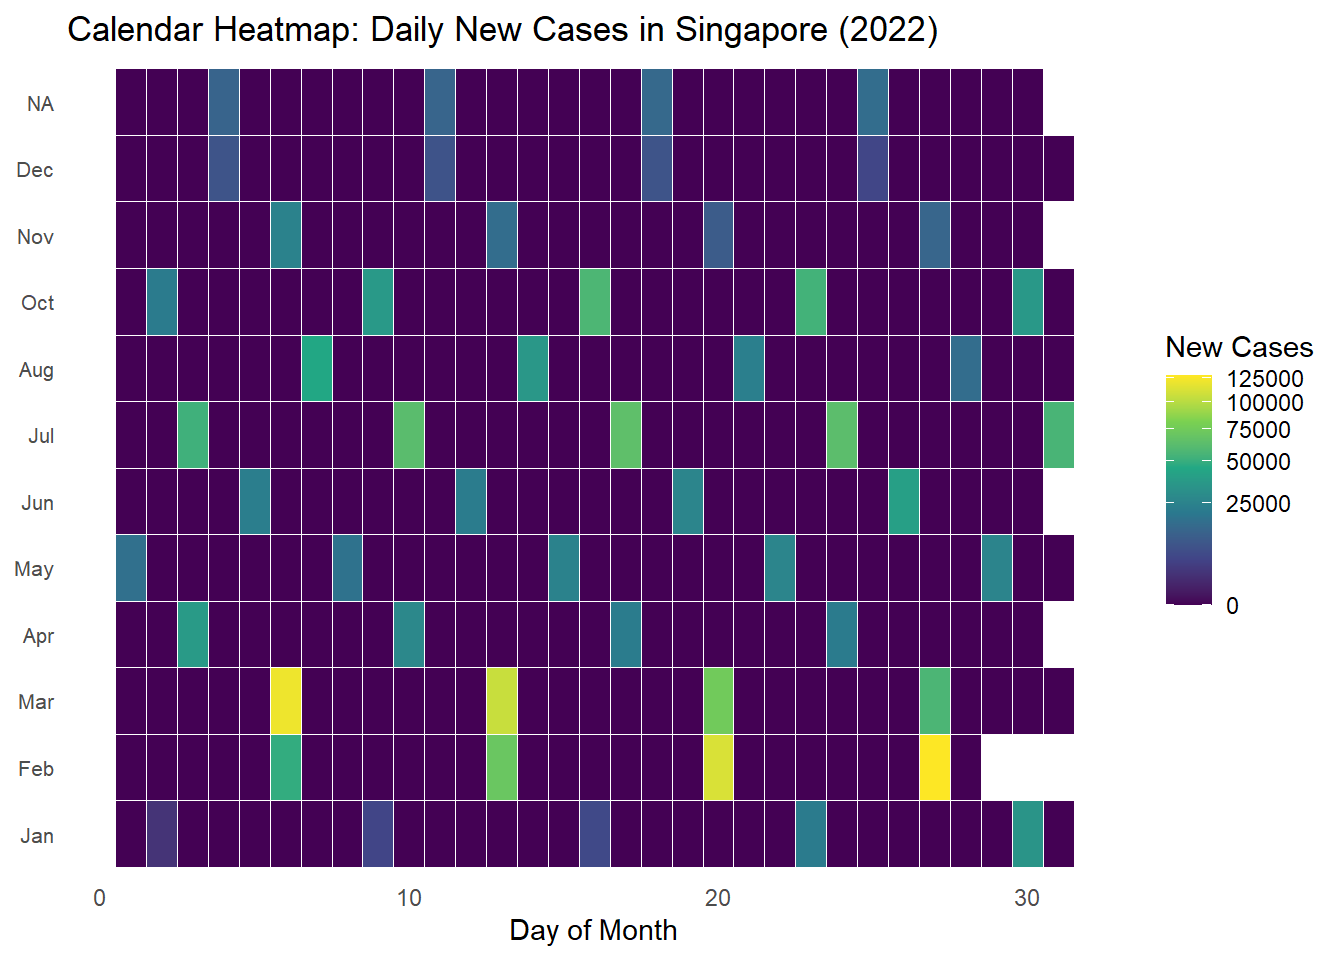 Calendar Heatmap: Daily New Cases in Singapore (2022)
NA
Dec
Nov
Oct
Aug
Jul
Jun
May
Apr
Mar
Feb
Jan
0 10 20 30
Day of Month
New Cases
125000
100000
75000
50000
25000
0